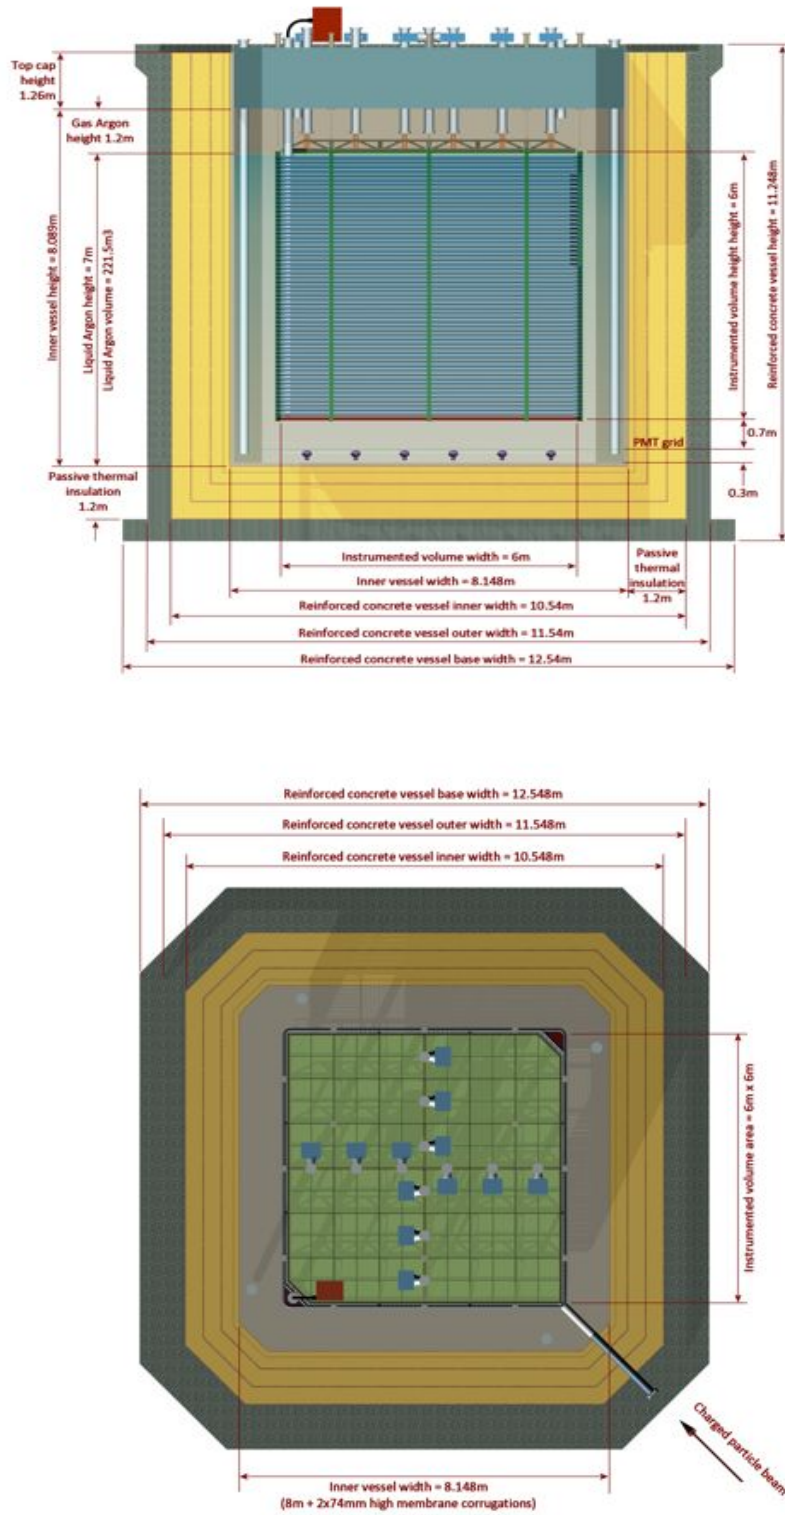 Top cap
height
1.26m
Gas Argon
height 1.2m
Inner vessel height = 8.089m
Liquid Argon height = 7m
Liquid Argon volume = 221,5m3
Passive thermal
insulation
1.2m
Instrumented volume height height = 6m
Reinforced concrete vessel height = 11.248m
0.7m
PMT grid
0.3m
Instrumented volume width = 6m
Inner vessel width = 8.148m
Passive
thermal
insulation
1.2m
Reinforced concrete vessel inner width = 10.54m
Reinforced concrete vessel outer width = 11.54m
Reinforced concrete vessel base width = 12.54m
Reinforced concrete vessel base width = 12.548m
Reinforced concrete vessel outer width = 11.548m
Reinforced concrete vessel inner width = 10.548m
Instrumented volume area = 6m x 6m
Charged particle beam
Inner vessel width = 8.148m
(8m + 2x74mm high membrane corrugations)